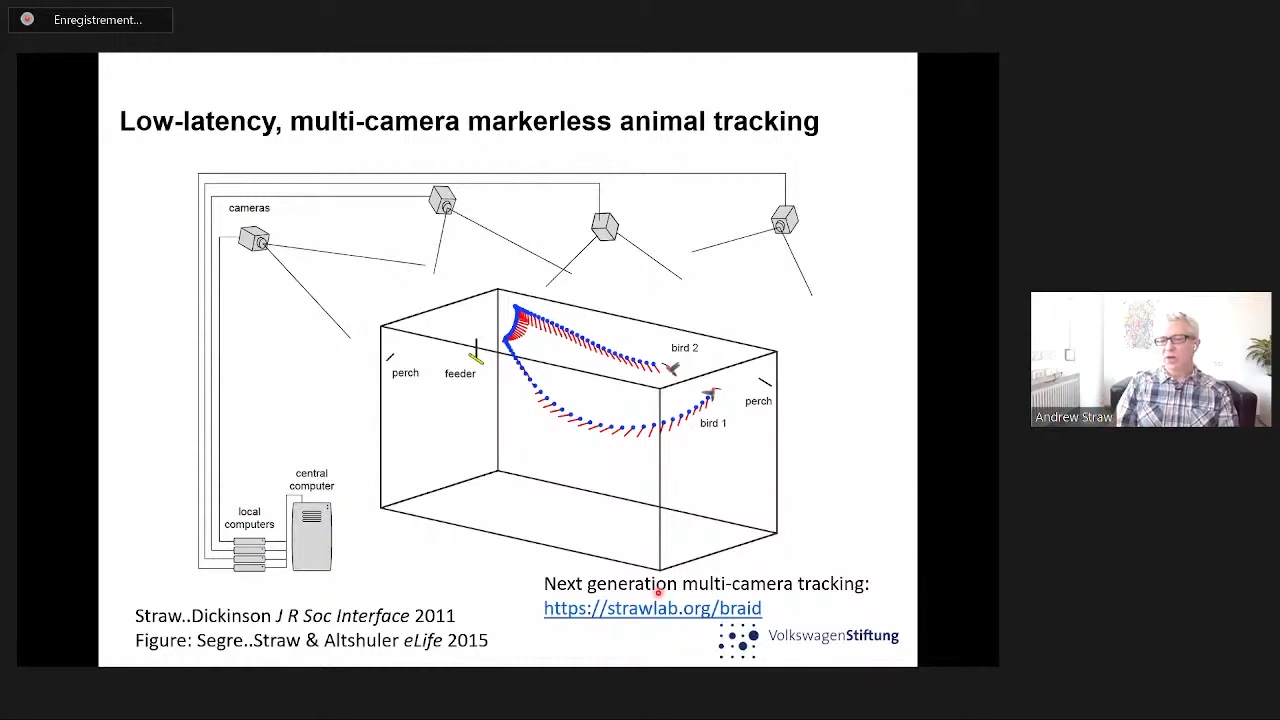 Enregistrement...
Low-latency, multi-camera markerless animal tracking
cameras
bird 2
perch
feeder
perch
bird 1
central
computer
local
computers
Next generation multi-camera tracking:
https://strawlab.org/braid
Straw..Dickinson J R Soc Interface 2011
Figure: Segre..Straw & Altshuler eLife 2015
VolkswagenStiftung
Andrew Straw